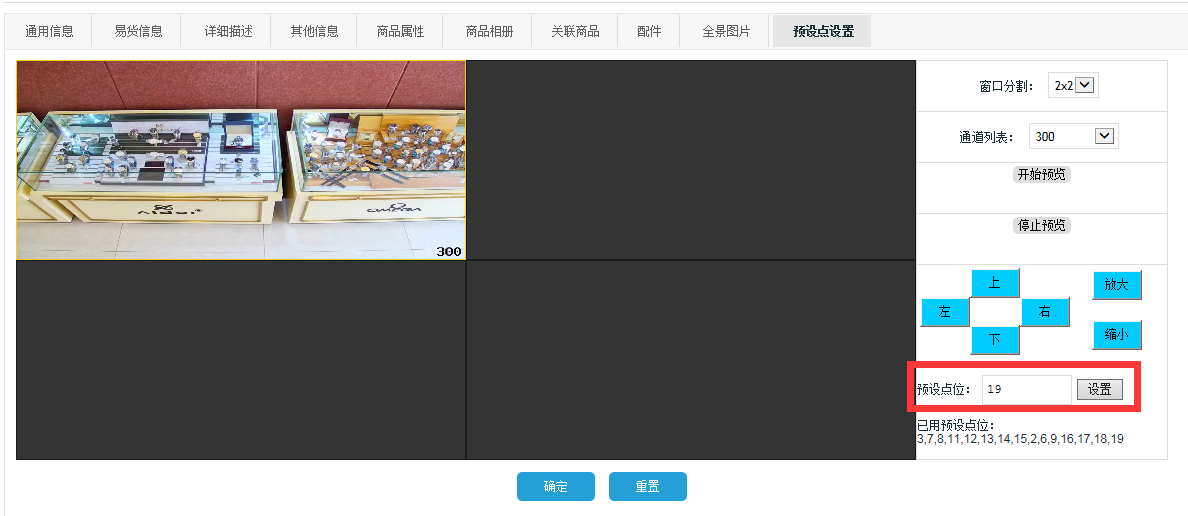 通用信息 易货信息 详细描述 其他信息 商品属性 商品相册 关联商品 配件 全景图片 预设点设置
窗口分割： 2x2
通道列表： 300
开始预览
停止预览
300
上 放大
左 右
下 缩小
预设点位： 19 设置
已用预设点位：
3,7,8,11,12,13,14,15,2,6,9,16,17,18,19
确定 重置